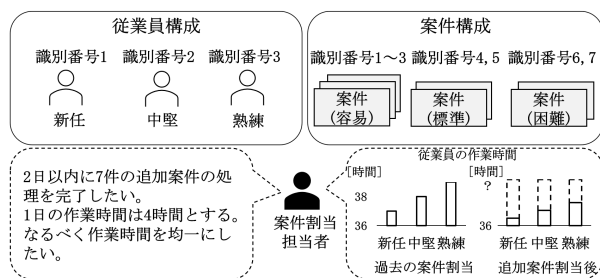 従業員構成
識別番号1
識別番号2
識別番号3
新任
中堅
熟練
案件構成
識別番号1～3
識別番号4, 5
識別番号6, 7
案件
(容易)
案件
(標準)
案件
(困難)
2日以内に7件の追加案件の処
理を完了したい。
1日の作業時間は4時間とする。
なるべく作業時間を均一にし
たい。
案件割当
担当者
従業員の作業時間
[時間]
38
36
新任 中堅 熟練
過去の案件割当
[時間]
?
36
新任 中堅 熟練
追加案件割当後